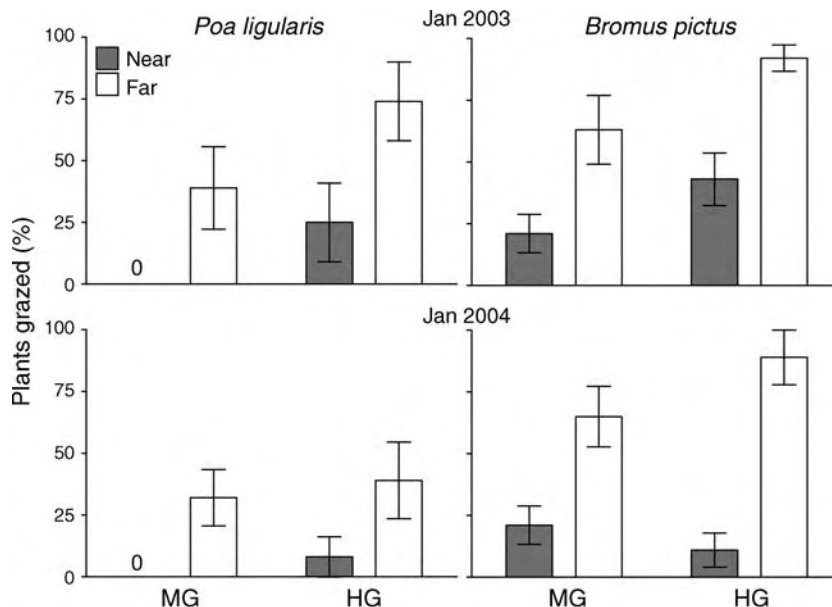 Poa ligularis
Jan 2003
Bromus pictus
Near
Far
100
75
50
25
0
0
Jan 2004
100
75
50
25
0
0
Plants grazed (%)
MG
HG
MG
HG